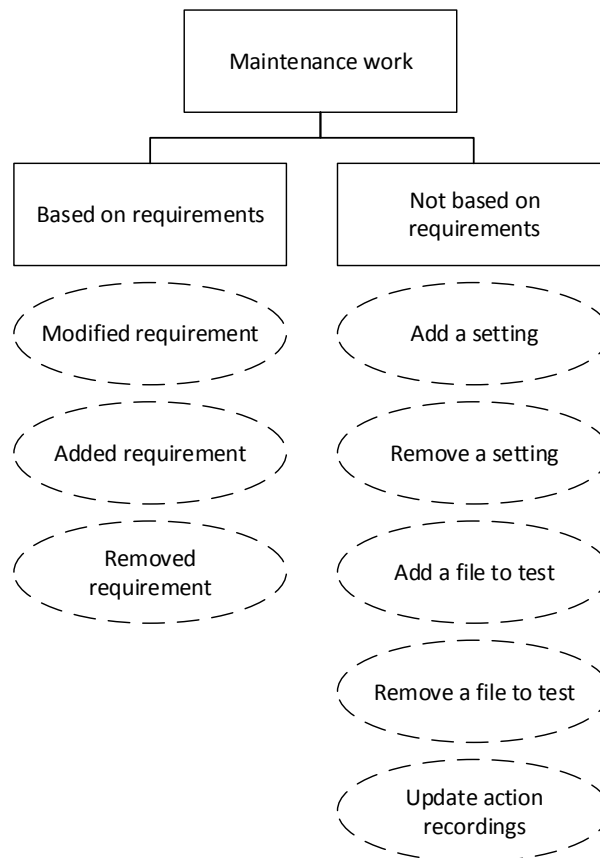 Maintenance work
Based on requirements
Not based on
requirements
Modified requirement
Added requirement
Removed
requirement
Add a setting
Remove a setting
Add a file to test
Remove a file to test
Update action
recordings